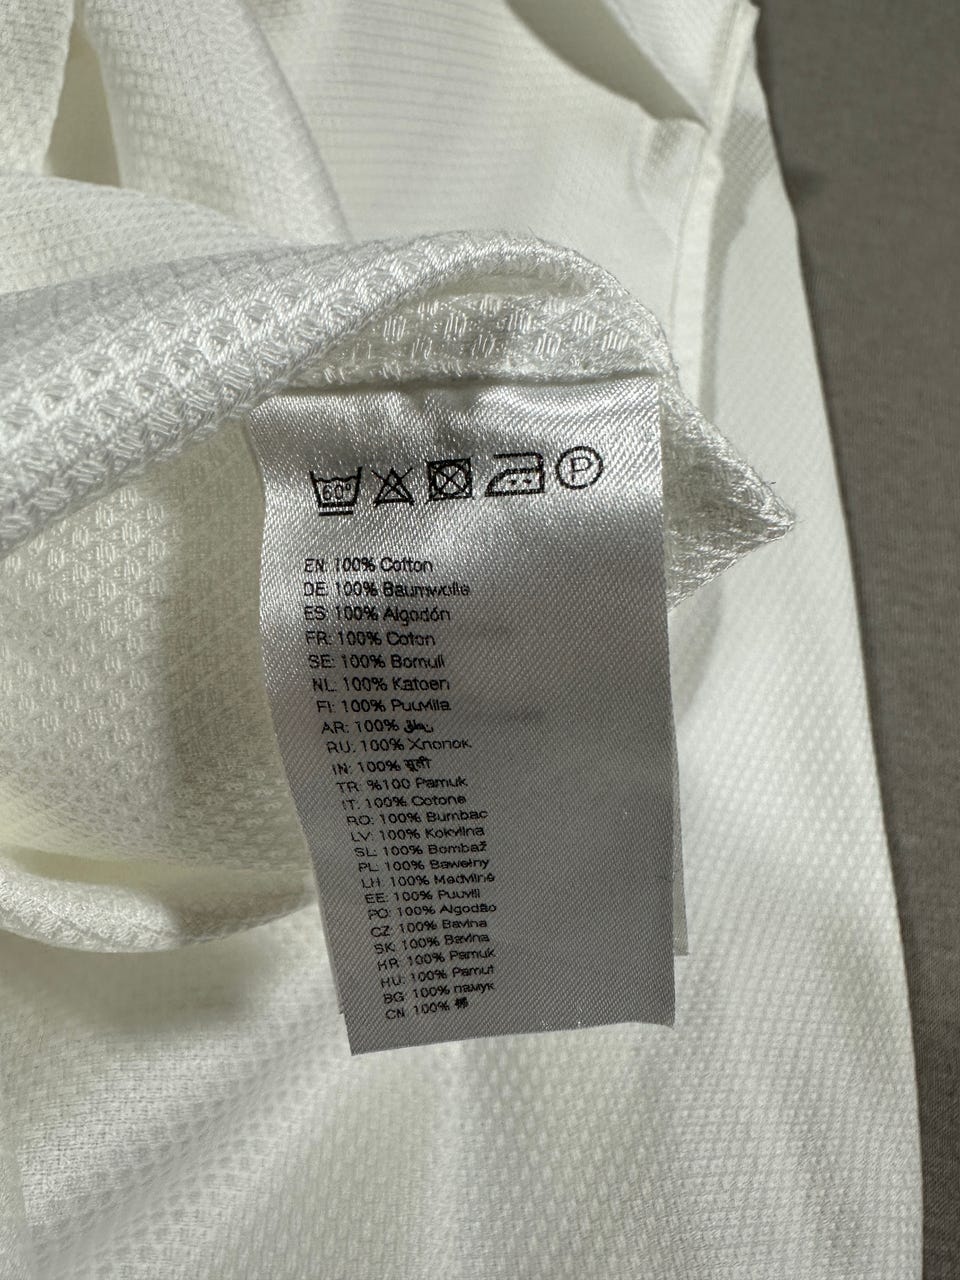 60° P
EN: 100% Cotton
DE: 100% Baumwolle
ES: 100% Algodón
FR: 100% Coton
SE: 100% Bomull
NL: 100% Katoen
FI: 100% Puuvilla
AR: 100%
RU: 100% Хлопок
IN: 100% सूती
TR: %100 Pamuk
IT: 100% Cotone
RO: 100% Bumbac
LV: 100% Kokvilna
SL: 100% Bombaž
PL: 100% Bawełny
LH: 100% Medvilnė
EE: 100% Puuvill
PO: 100% Algodão
CZ: 100% Bavlna
SK: 100% Bavlna
HR: 100% Pamuk
HU: 100% Pamut
BG: 100% памук
CN: 100% 棉